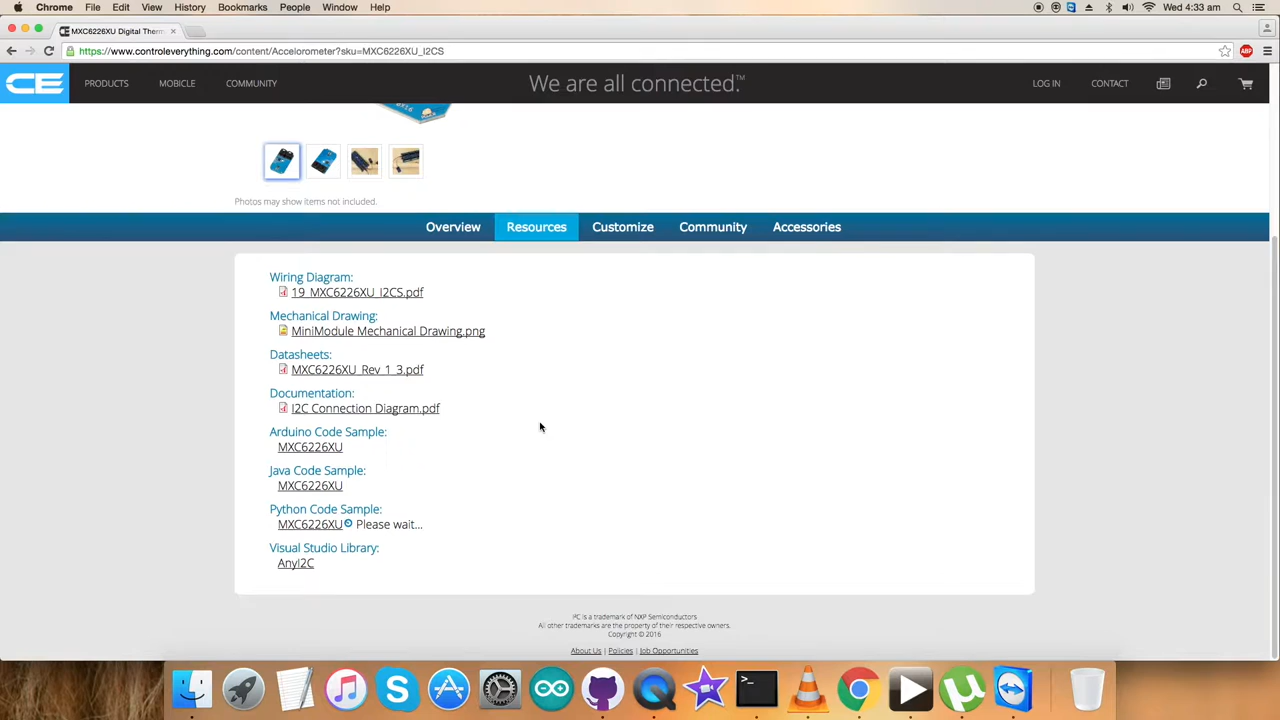 Chrome File Edit View History Bookmarks People Window Help Wed 4:33 am
MXC6226XU Digital Therm
https://www.controleverything.com/content/Accelorometer?sku=MXC6226XU_I2CS
ABP
CE PRODUCTS MOBICLE COMMUNITY We are all connected.™ LOG IN CONTACT
Photos may show items not included.
Overview Resources Customize Community Accessories
Wiring Diagram:
19_MXC6226XU_I2CS.pdf
Mechanical Drawing:
MiniModule Mechanical Drawing.png
Datasheets:
MXC6226XU_Rev_1_3.pdf
Documentation:
I2C Connection Diagram.pdf
Arduino Code Sample:
MXC6226XU
Java Code Sample:
MXC6226XU
Python Code Sample:
MXC6226XU Please wait...
Visual Studio Library:
AnyI2C
I²C is a trademark of NXP Semiconductors
All other trademarks are the property of their respective owners.
Copyright © 2016
About Us | Policies | Job Opportunities